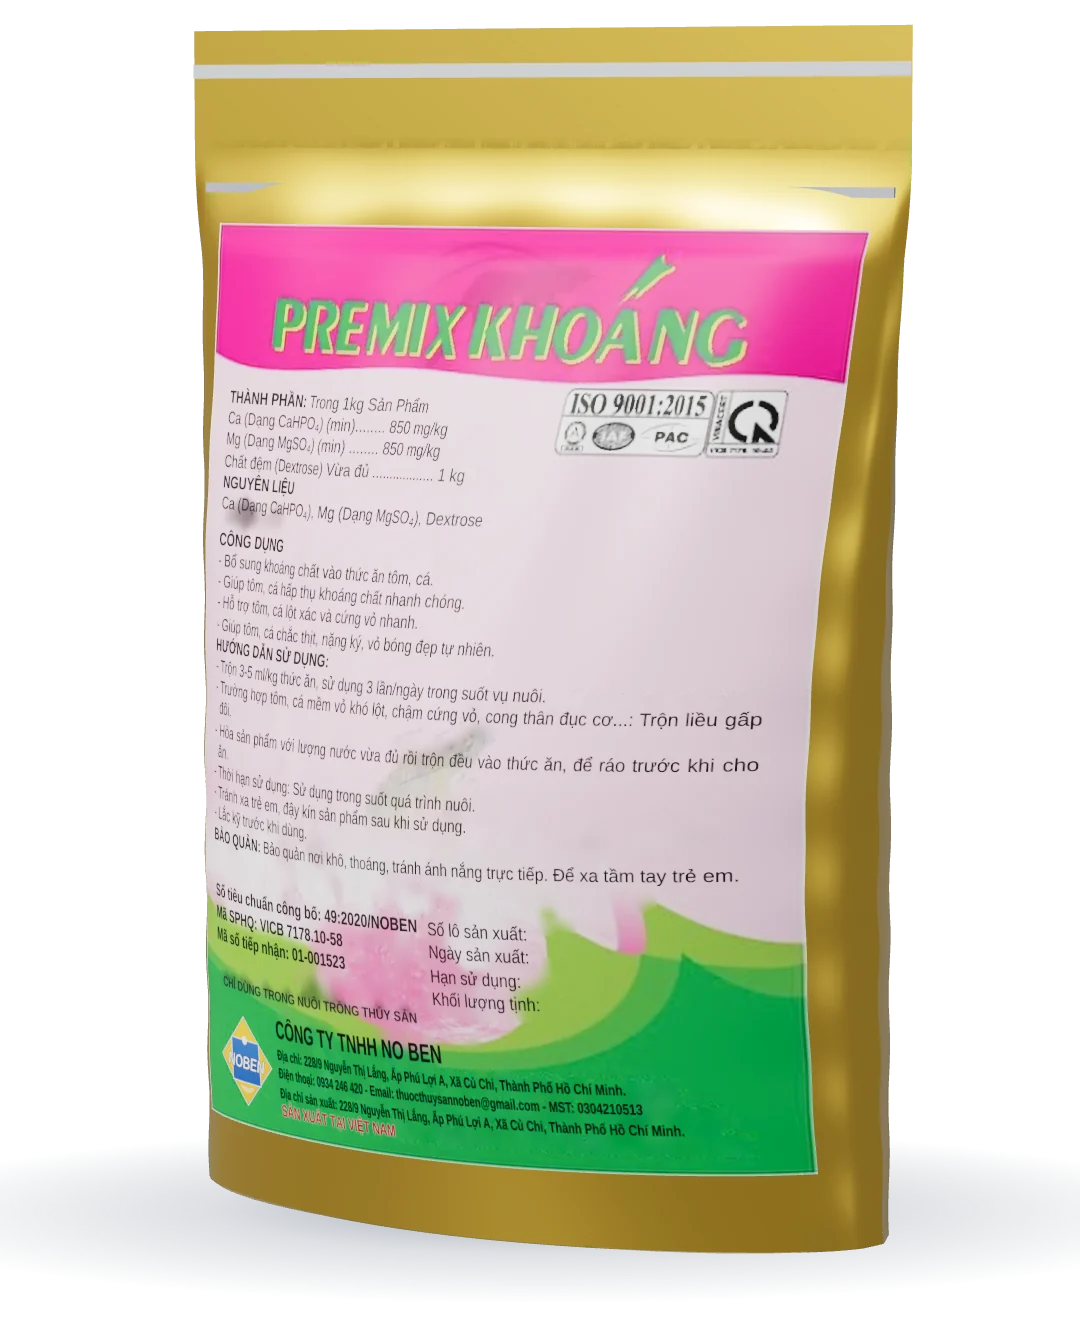 PREMIX KHOÁNG
ISO 9001:2015
IAF
PAC
VINACERT
THÀNH PHẦN: Trong 1kg Sản Phẩm
Ca (Dạng CaHPO₄) (min)........ 850 mg/kg
Mg (Dạng MgSO₄) (min) ........ 850 mg/kg
Chất đệm (Dextrose) Vừa đủ ................. 1 kg
NGUYÊN LIỆU
Ca (Dạng CaHPO₄), Mg (Dạng MgSO₄), Dextrose
CÔNG DỤNG
- Bổ sung khoáng chất vào thức ăn tôm, cá.
- Giúp tôm, cá hấp thụ khoáng chất nhanh chóng.
- Hỗ trợ tôm, cá lột xác và cứng vỏ nhanh.
- Giúp tôm, cá chắc thịt, nặng ký, vỏ bóng đẹp tự nhiên.
HƯỚNG DẪN SỬ DỤNG:
- Trộn 3-5 ml/kg thức ăn, sử dụng 3 lần/ngày trong suốt vụ nuôi.
- Trường hợp tôm, cá mềm vỏ khó lột, chậm cứng vỏ, cong thân đục cơ...: Trộn liều gấp
đôi.
- Hòa sản phẩm với lượng nước vừa đủ rồi trộn đều vào thức ăn, để ráo trước khi cho
ăn.
- Thời hạn sử dụng: Sử dụng trong suốt quá trình nuôi.
- Tránh xa trẻ em, đậy kín sản phẩm sau khi sử dụng.
- Lắc kỹ trước khi dùng.
BẢO QUẢN: Bảo quản nơi khô, thoáng, tránh ánh nắng trực tiếp. Để xa tầm tay trẻ em.
Số tiêu chuẩn công bố: 49:2020/NOBEN
Mã SPHQ: VICB 7178.10-58
Mã số tiếp nhận: 01-001523
Số lô sản xuất:
Ngày sản xuất:
Hạn sử dụng:
Khối lượng tịnh:
CHỈ DÙNG TRONG NUÔI TRỒNG THỦY SẢN
NOBEN
CÔNG TY TNHH NO BEN
Địa chỉ: 228/9 Nguyễn Thị Lắng, Ấp Phú Lợi A, Xã Củ Chi, Thành Phố Hồ Chí Minh.
Điện thoại: 0934 246 420 - Email: thuocthuysannoben@gmail.com - MST: 0304210513
Địa chỉ sản xuất: 228/9 Nguyễn Thị Lắng, Ấp Phú Lợi A, Xã Củ Chi, Thành Phố Hồ Chí Minh.
SẢN XUẤT TẠI VIỆT NAM